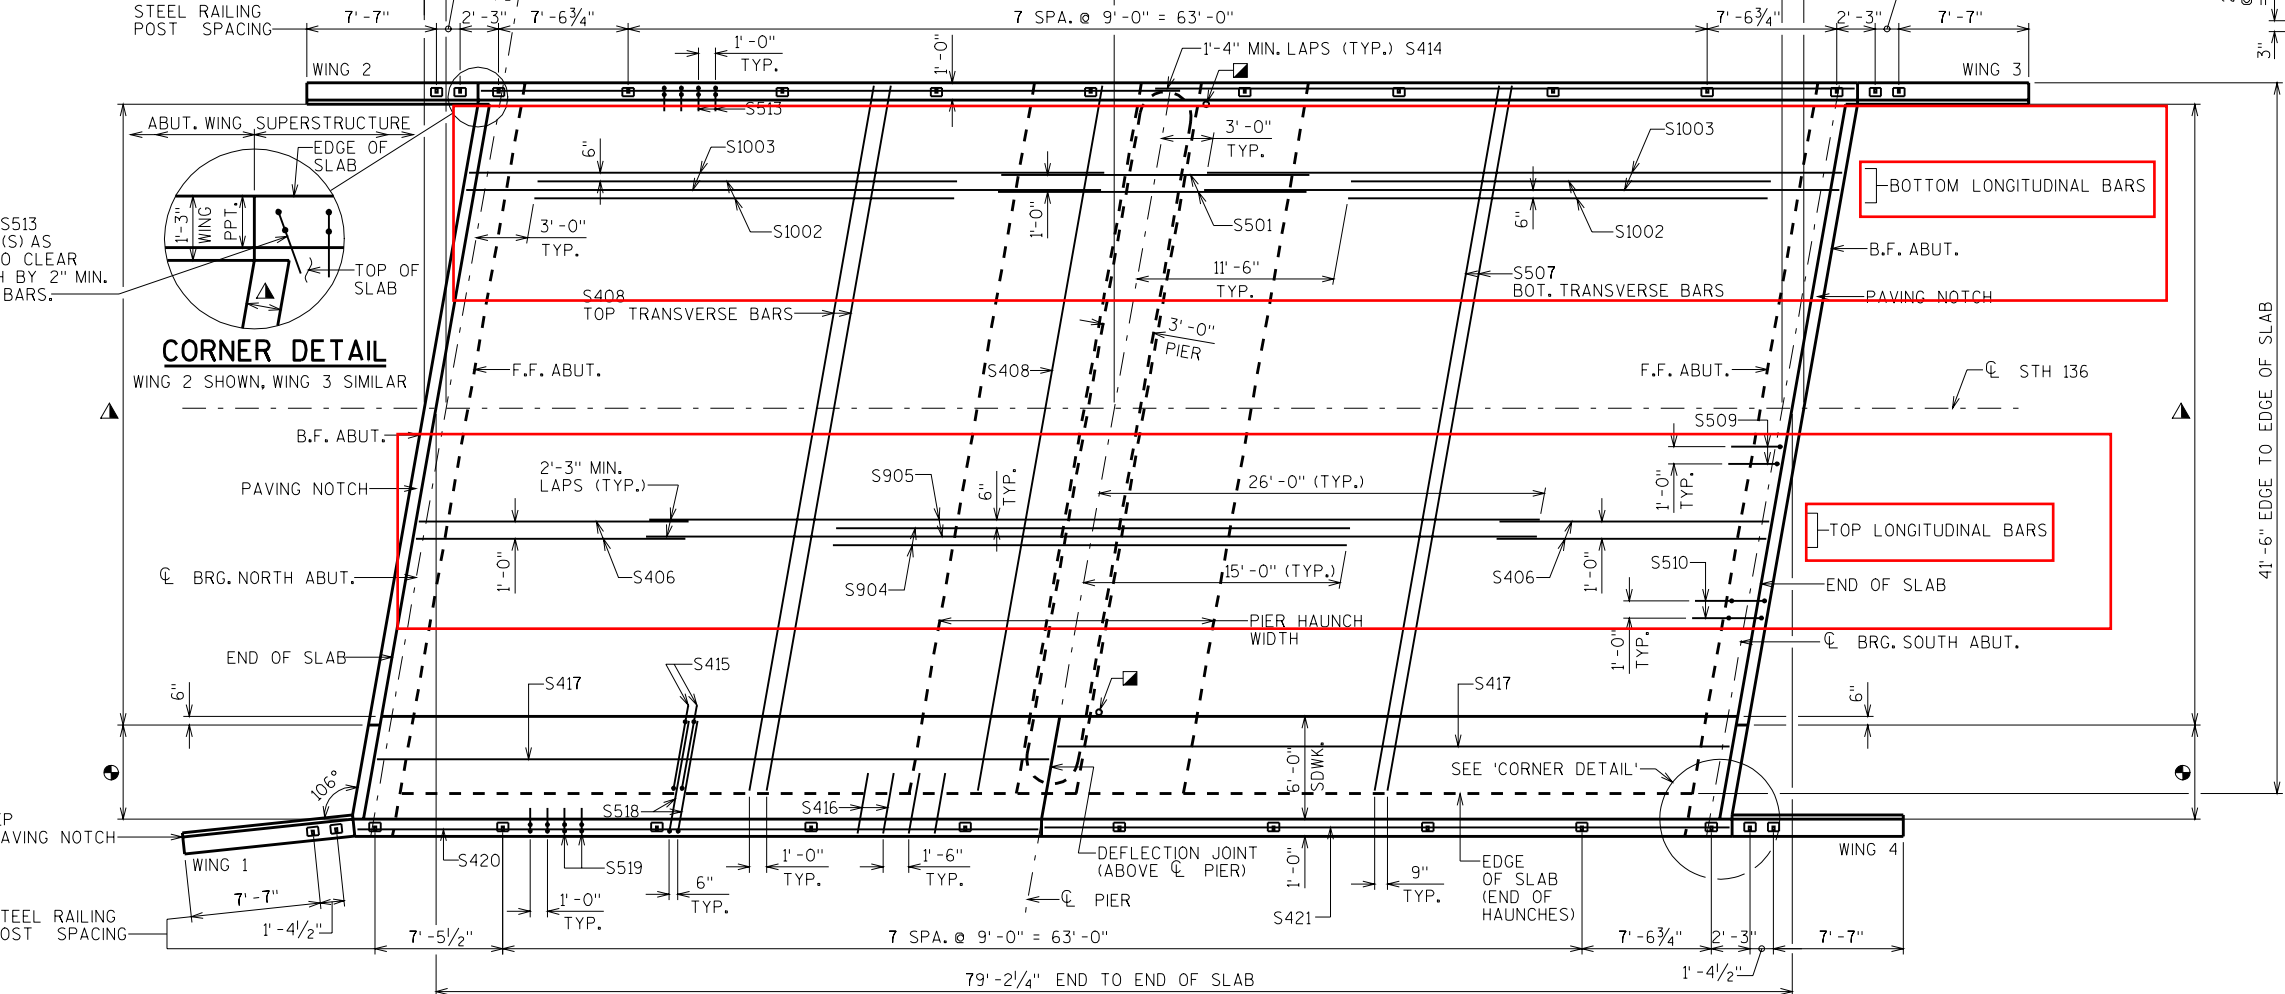 STEEL RAILING
POST SPACING
7'-7"
2'-3"
7'-6¾"
7 SPA. @ 9'-0" = 63'-0"
7'-6¾"
2'-3"
7'-7"
3"
1'-0"
TYP.
1'-0"
1'-4" MIN. LAPS (TYP.) S414
WING 2
WING 3
S513
ABUT. WING SUPERSTRUCTURE
EDGE OF
SLAB
1'-3"
WING
PPT.
TOP OF
SLAB
S513
(S) AS
O CLEAR
H BY 2" MIN.
BARS.
CORNER DETAIL
WING 2 SHOWN, WING 3 SIMILAR
6"
S1003
3'-0"
TYP.
S1003
BOTTOM LONGITUDINAL BARS
3'-0"
TYP.
S1002
1'-0"
S501
6"
S1002
B.F. ABUT.
11'-6"
TYP.
S507
BOT. TRANSVERSE BARS
PAVING NOTCH
S408
TOP TRANSVERSE BARS
3'-0"
PIER
F.F. ABUT.
S408
F.F. ABUT.
℄ STH 136
41'-6" EDGE TO EDGE OF SLAB
B.F. ABUT.
S509
1'-0"
TYP.
PAVING NOTCH
2'-3" MIN.
LAPS (TYP.)
S905
6"
TYP.
26'-0" (TYP.)
TOP LONGITUDINAL BARS
℄ BRG. NORTH ABUT.
1'-0"
S406
S904
15'-0" (TYP.)
S406
1'-0"
S510
END OF SLAB
PIER HAUNCH
WIDTH
1'-0"
TYP.
℄ BRG. SOUTH ABUT.
END OF SLAB
6"
S417
S415
S417
6"
6'-0"
SDWK.
SEE 'CORNER DETAIL'
106°
S518
S416
AVING NOTCH
WING 1
S420
S519
1'-0"
TYP.
1'-6"
TYP.
DEFLECTION JOINT
(ABOVE ℄ PIER)
1'-0"
9"
TYP.
EDGE
OF SLAB
(END OF
HAUNCHES)
WING 4
7'-7"
1'-0"
TYP.
6"
TYP.
℄ PIER
S421
TEEL RAILING
OST SPACING
1'-4½"
7'-5½"
7 SPA. @ 9'-0" = 63'-0"
7'-6¾"
2'-3"
7'-7"
1'-4½"
79'-2¼" END TO END OF SLAB